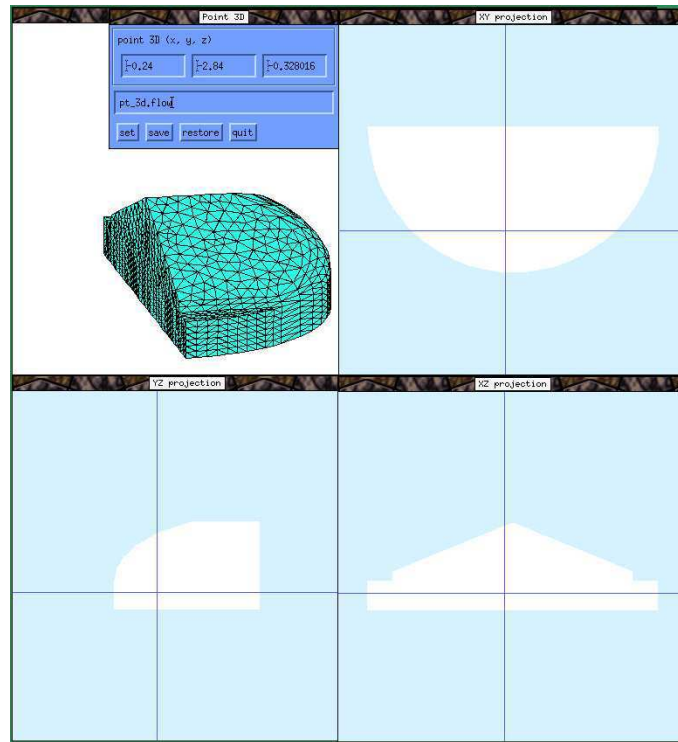 Point 3D
point 3D (x, y, z)
-0.24 -2.84 -0.328016
pt_3d.flow
set save restore quit
XY projection
YZ projection
XZ projection